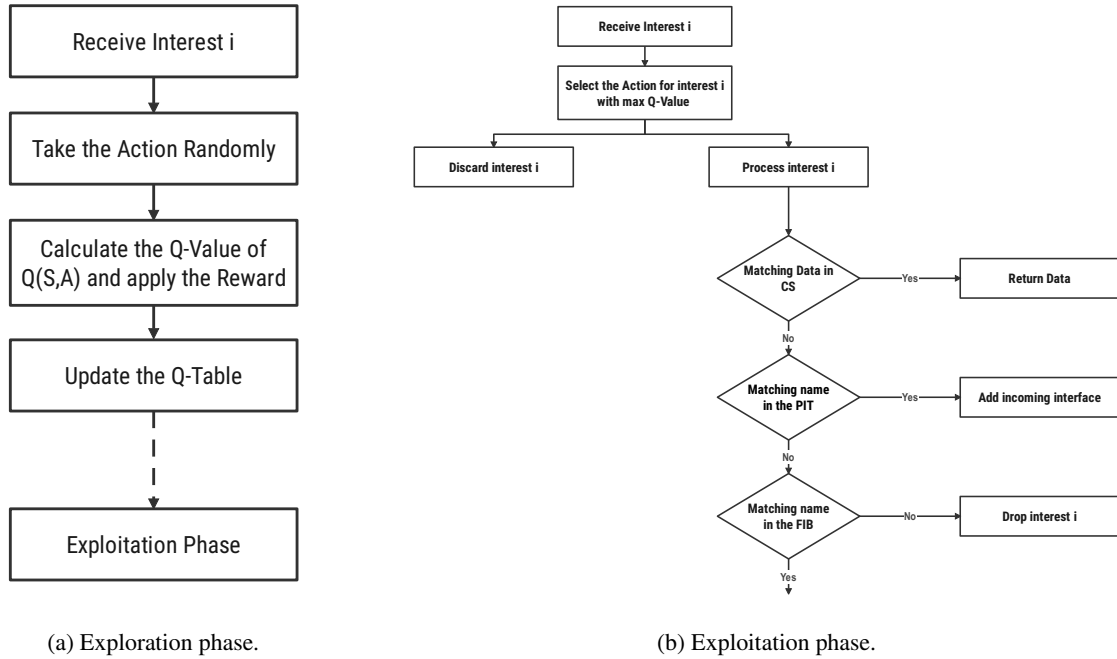 Receive Interest i
Take the Action Randomly
Calculate the Q-Value of
Q(S,A) and apply the Reward
Update the Q-Table
Exploitation Phase
(a) Exploration phase.
Receive Interest i
Select the Action for interest i
with max Q-Value
Discard interest i
Process interest i
Matching Data in
CS
Yes
Return Data
No
Matching name
in the PIT
Yes
Add incoming interface
No
Matching name
in the FIB
No
Drop interest i
Yes
(b) Exploitation phase.